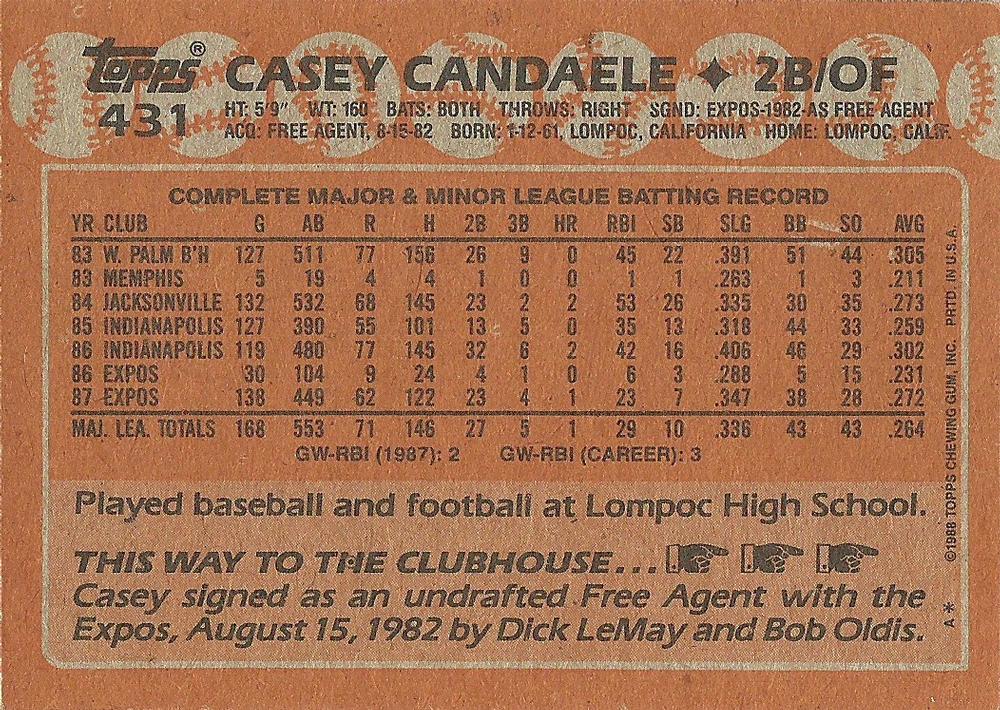 topps® CASEY CANDAELE ✦ 2B/OF
431 HT: 5'9" WT: 160 BATS: BOTH THROWS: RIGHT SGND: EXPOS-1982-AS FREE AGENT
ACQ: FREE AGENT, 8-15-82 BORN: 1-12-61, LOMPOC, CALIFORNIA HOME: LOMPOC, CALIF.
COMPLETE MAJOR & MINOR LEAGUE BATTING RECORD
YR CLUB G AB R H 2B 3B HR RBI SB SLG BB SO AVG
83 W. PALM B'H 127 511 77 156 26 9 0 45 22 .391 51 44 .305
83 MEMPHIS 5 19 4 4 1 0 0 1 1 .263 1 3 .211
84 JACKSONVILLE 132 532 68 145 23 2 2 53 26 .335 30 35 .273
85 INDIANAPOLIS 127 390 55 101 13 5 0 35 13 .318 44 33 .259
86 INDIANAPOLIS 119 480 77 145 32 6 2 42 16 .406 46 29 .302
86 EXPOS 30 104 9 24 4 1 0 6 3 .288 5 15 .231
87 EXPOS 138 449 62 122 23 4 1 23 7 .347 38 28 .272
MAJ. LEA. TOTALS 168 553 71 146 27 5 1 29 10 .336 43 43 .264
GW-RBI (1987): 2 GW-RBI (CAREER): 3
Played baseball and football at Lompoc High School.
THIS WAY TO THE CLUBHOUSE...
Casey signed as an undrafted Free Agent with the
Expos, August 15, 1982 by Dick LeMay and Bob Oldis.
A* ©1988 TOPPS CHEWING GUM, INC. PRTD. IN U.S.A.